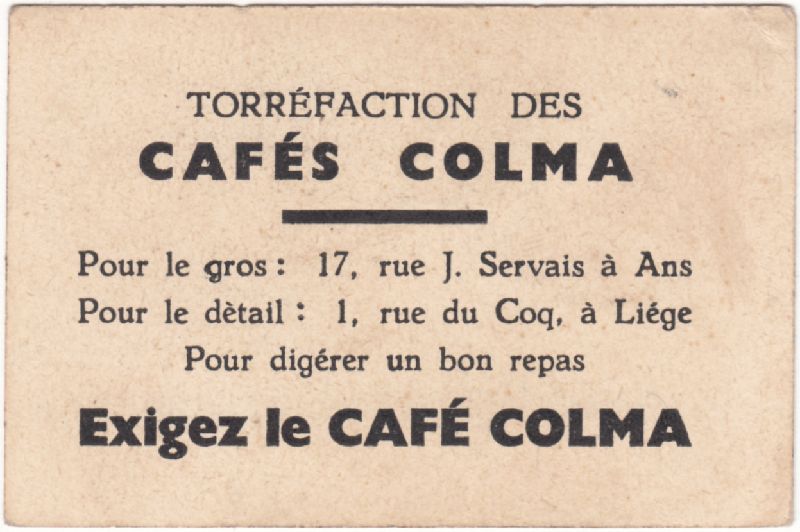 TORRÉFACTION DES
CAFÉS COLMA
Pour le gros : 17, rue J. Servais à Ans
Pour le dètail : 1, rue du Coq, à Liége
Pour digérer un bon repas
Exigez le CAFÉ COLMA